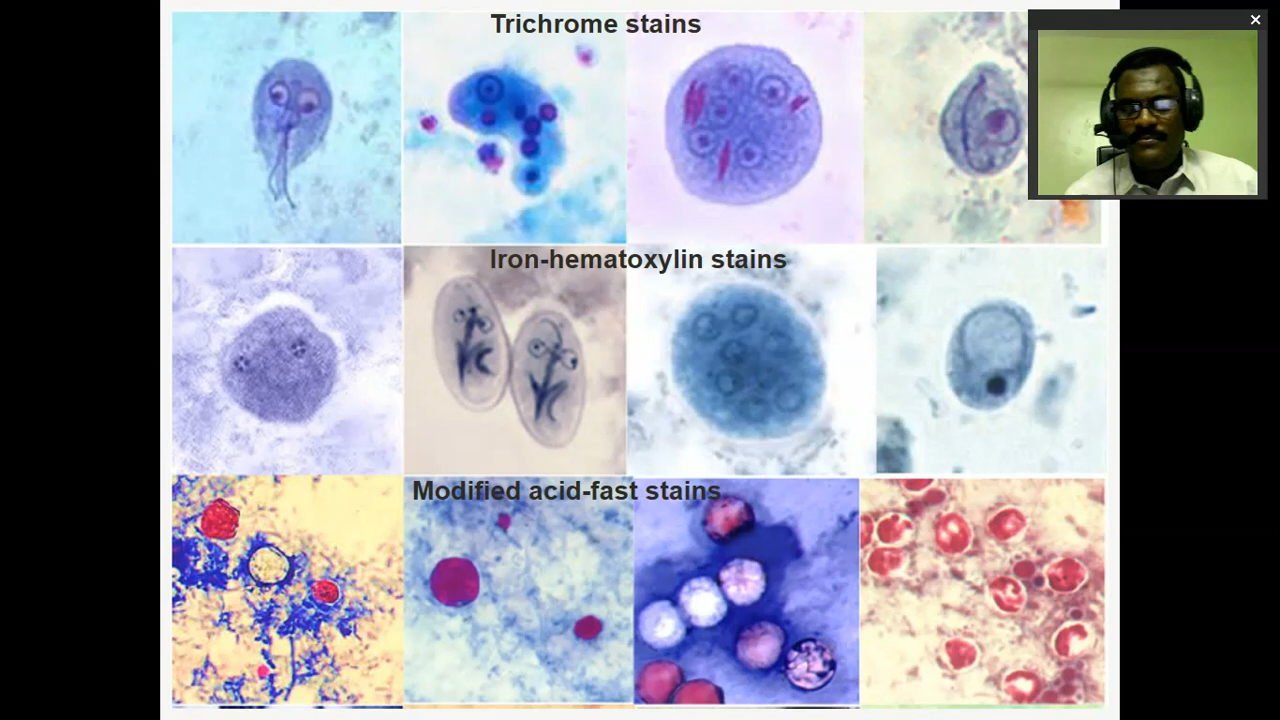 Trichrome stains
Iron-hematoxylin stains
Modified acid-fast stains